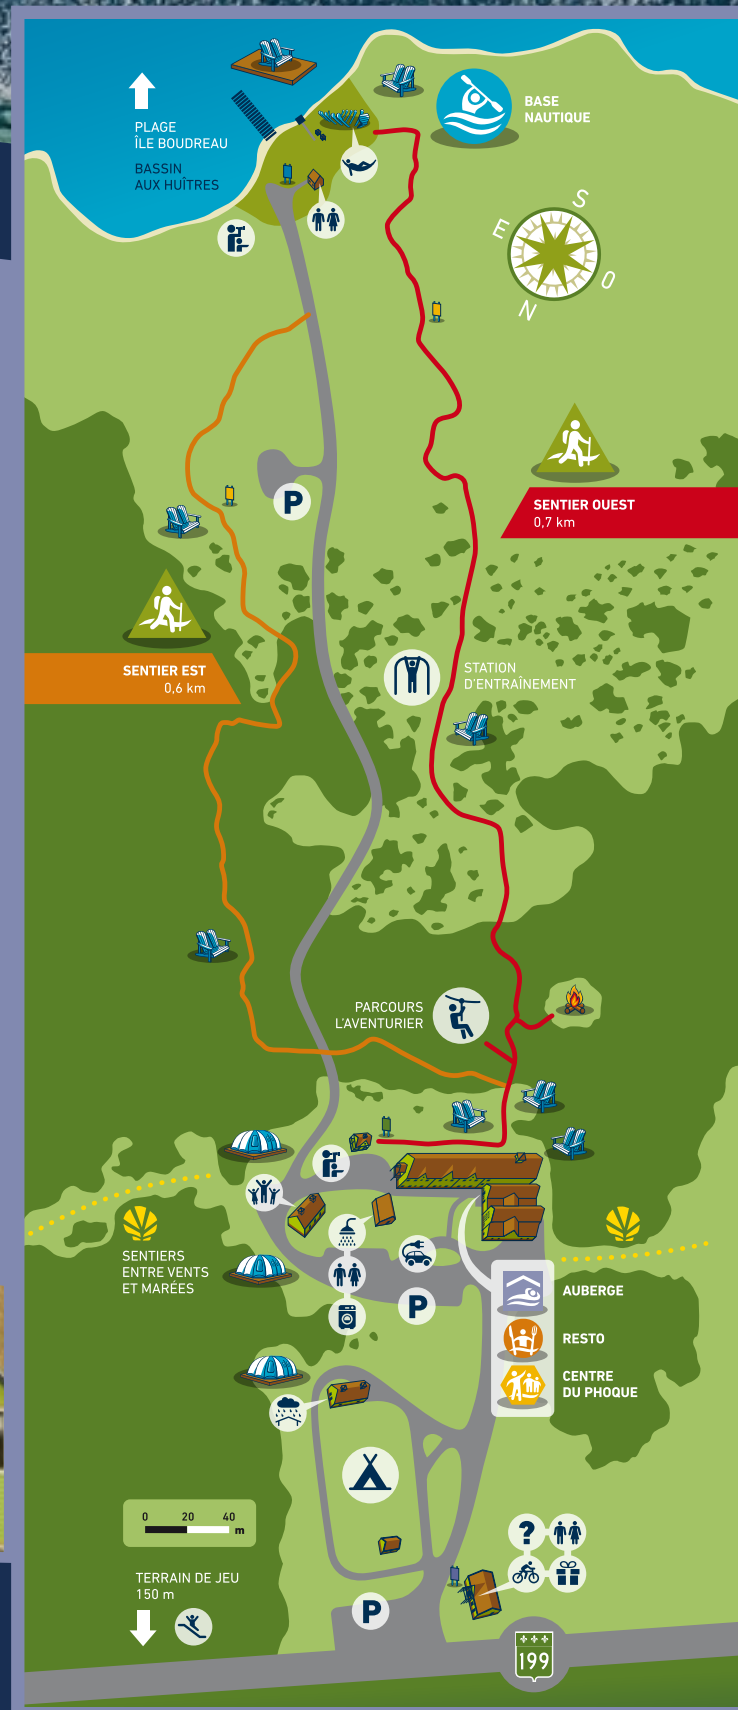 PLAGE
ÎLE BOUDREAU
BASSIN
AUX HUÎTRES
BASE
NAUTIQUE
S
E
O
N
P
SENTIER OUEST
0,7 km
SENTIER EST
0,6 km
STATION
D'ENTRAÎNEMENT
PARCOURS
L'AVENTURIER
SENTIERS
ENTRE VENTS
ET MARÉES
P
AUBERGE
RESTO
CENTRE
DU PHOQUE
0 20 40
m
?
TERRAIN DE JEU
150 m
P
199